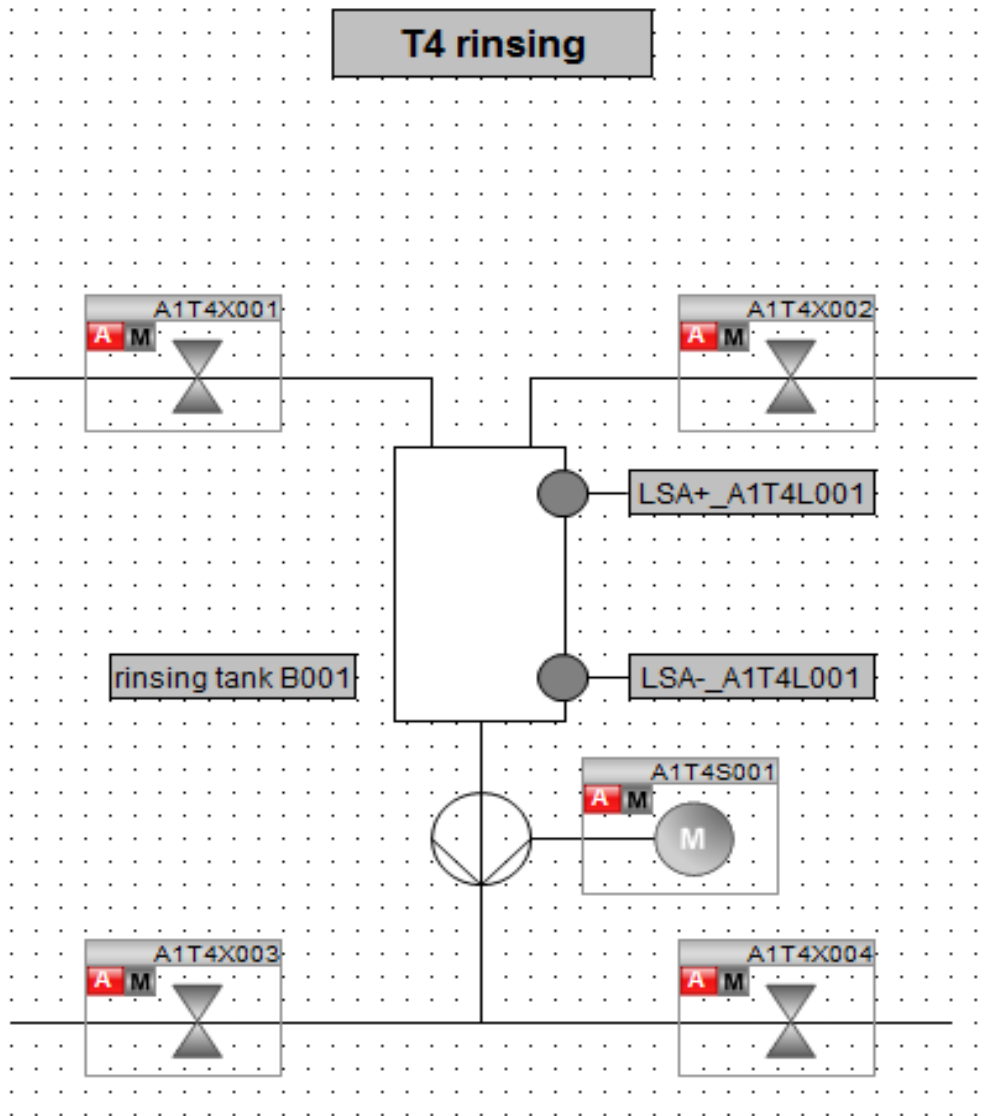 T4 rinsing
A1T4X001
A M
A1T4X002
A M
LSA+_A1T4L001
rinsing tank B001
LSA-_A1T4L001
A1T4S001
A M
M
A1T4X003
A M
A1T4X004
A M